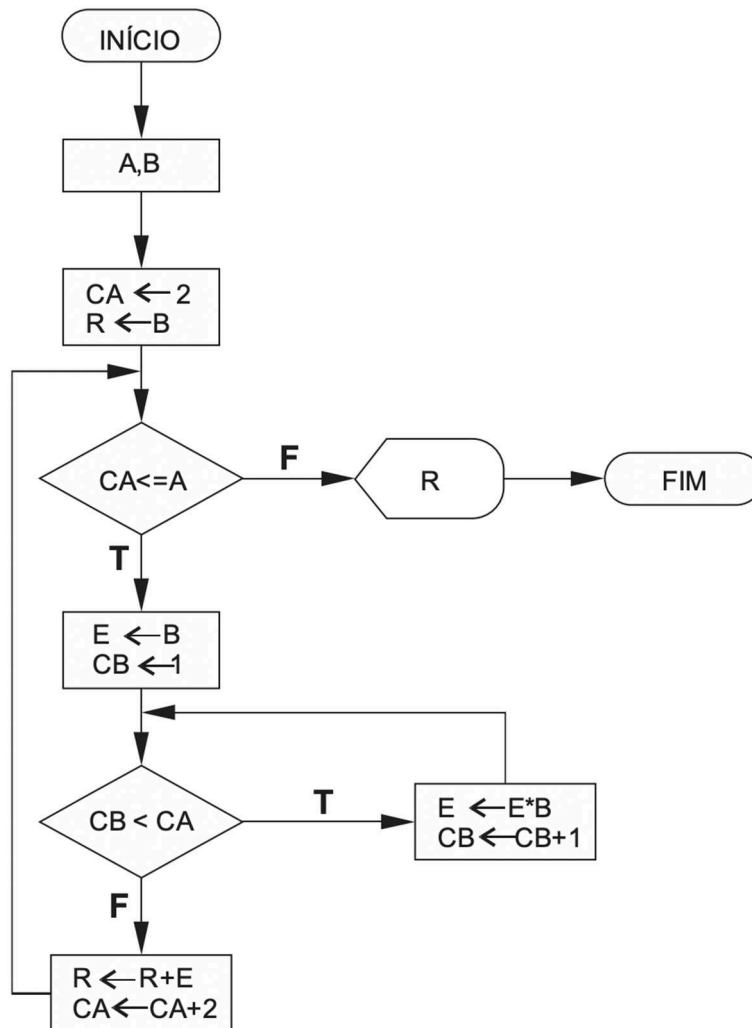 INÍCIO
A,B
CA ← 2
R ← B
CA<=A
F
R
FIM
T
E ← B
CB ← 1
CB < CA
T
E ← E*B
CB ← CB+1
F
R ← R+E
CA ← CA+2